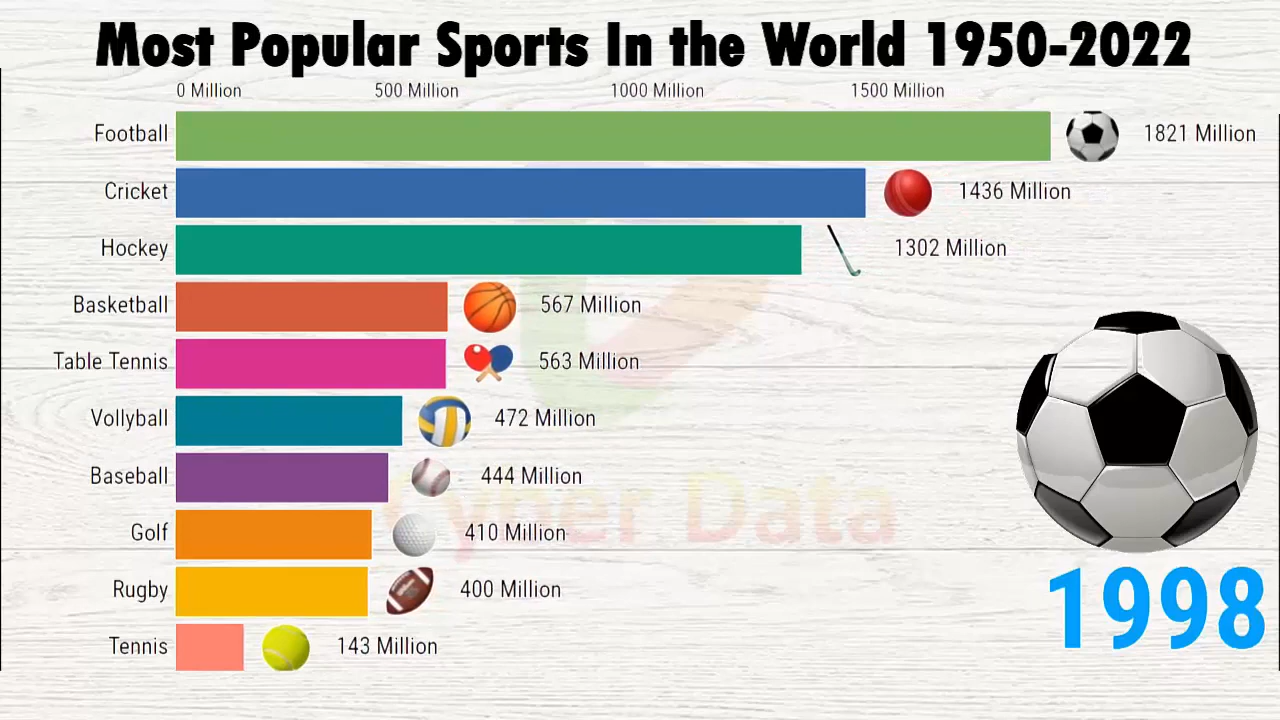 Most Popular Sports In the World 1950-2022
0 Million 500 Million 1000 Million 1500 Million
Football 1821 Million
Cricket 1436 Million
Hockey 1302 Million
Basketball 567 Million
Table Tennis 563 Million
Vollyball 472 Million
Baseball 444 Million
Golf 410 Million
Rugby 400 Million
Tennis 143 Million
Cyber Data
1998